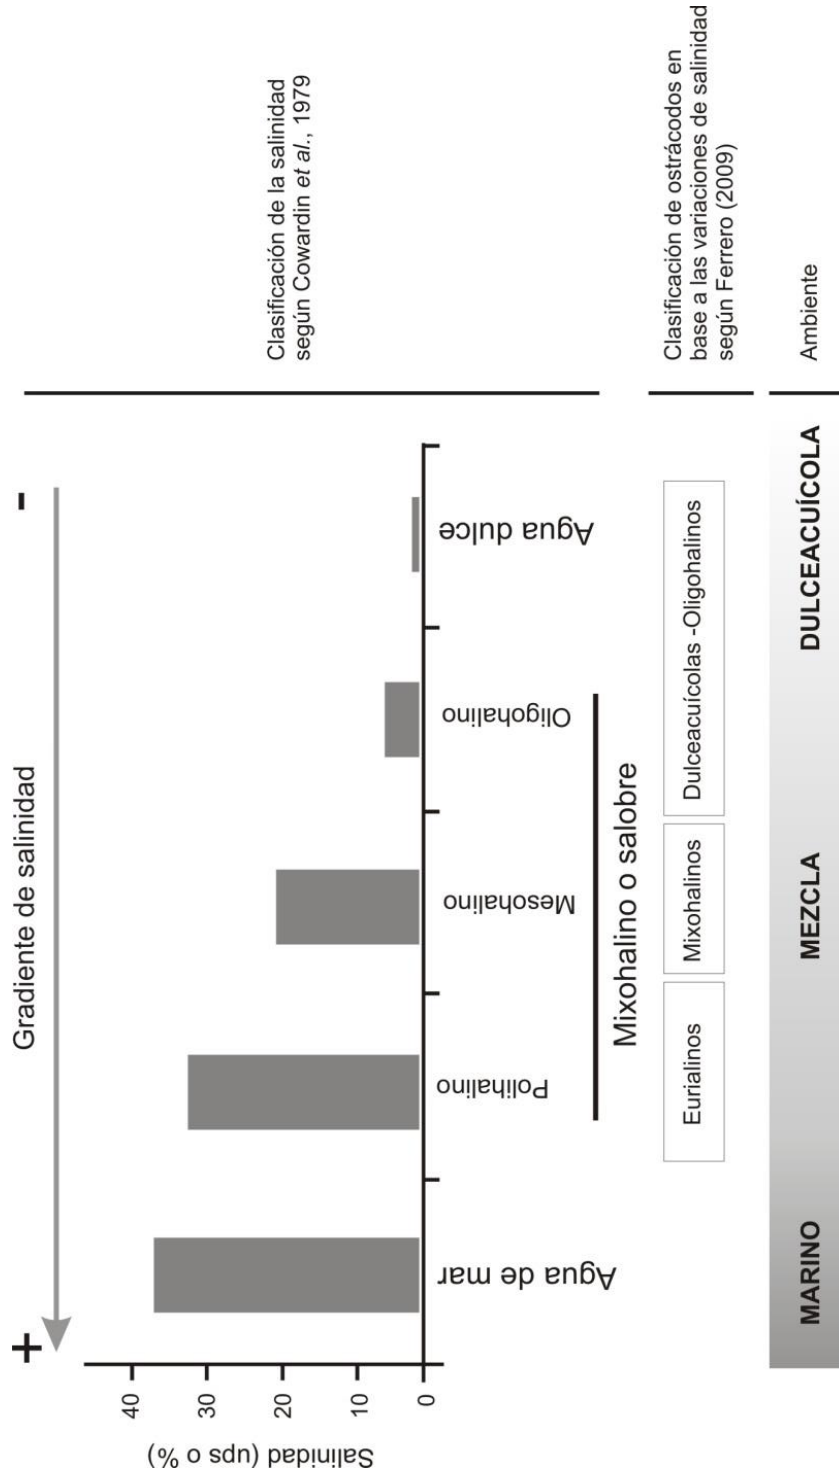 Gradiente de salinidad
+
-
Salinidad (ups o %)
40
30
20
10
0
Agua de mar
Polihalino
Mesohalino
Oligohalino
Agua dulce
Mixohalino o salobre
Clasificación de la salinidad
según Cowardin et al., 1979
Eurialinos
Mixohalinos
Dulceacuícolas -Oligohalinos
Clasificación de ostrácodos en
base a las variaciones de salinidad
según Ferrero (2009)
MARINO
MEZCLA
DULCEACUÍCOLA
Ambiente